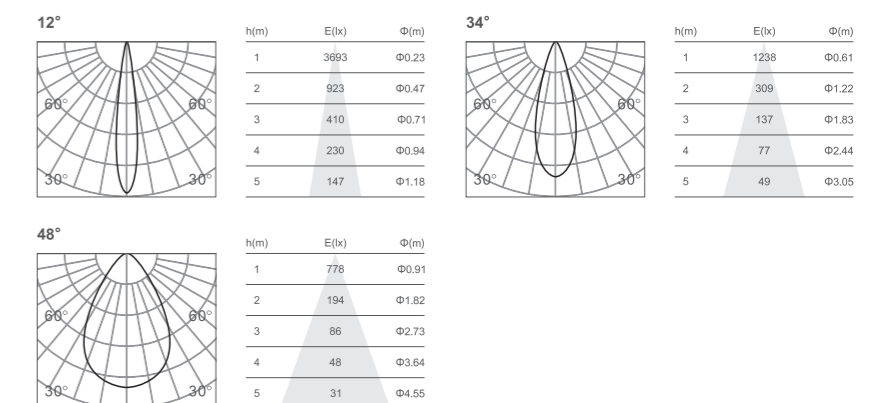 12°
h(m) E(lx) Φ(m)
1 3693 Φ0.23
2 923 Φ0.47
3 410 Φ0.71
4 230 Φ0.94
5 147 Φ1.18
60° 60°
30° 30°
34°
h(m) E(lx) Φ(m)
1 1238 Φ0.61
2 309 Φ1.22
3 137 Φ1.83
4 77 Φ2.44
5 49 Φ3.05
60° 60°
30° 30°
48°
h(m) E(lx) Φ(m)
1 778 Φ0.91
2 194 Φ1.82
3 86 Φ2.73
4 48 Φ3.64
5 31 Φ4.55
60° 60°
30° 30°